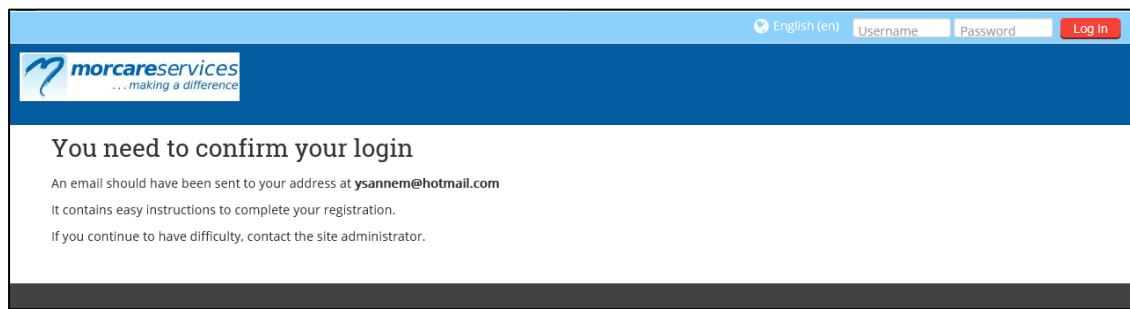 English (en) Username Password Log In
morcareservices
...making a difference
You need to confirm your login
An email should have been sent to your address at ysannem@hotmail.com
It contains easy instructions to complete your registration.
If you continue to have difficulty, contact the site administrator.